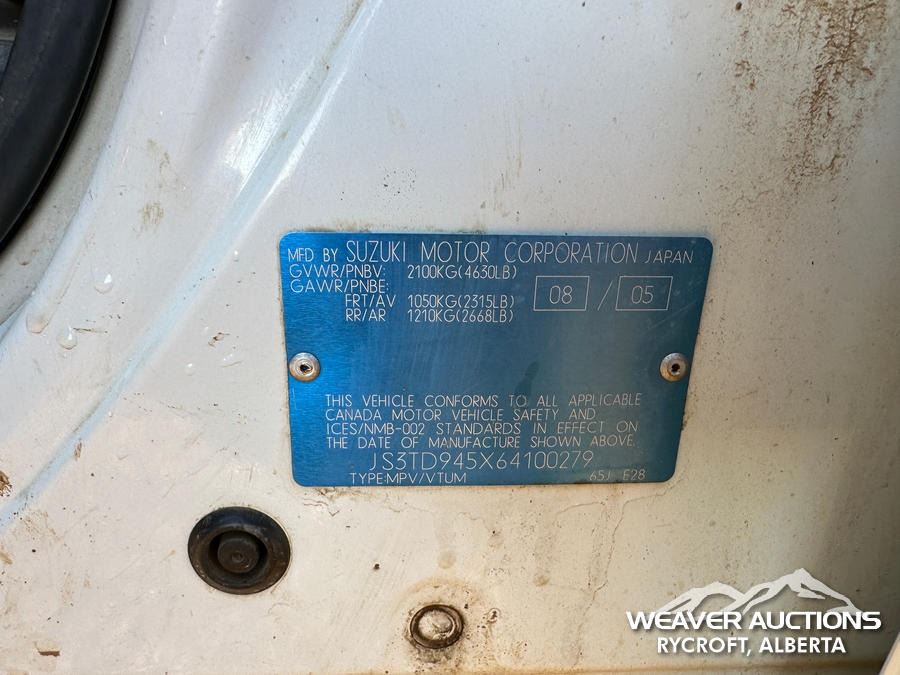 MFD BY SUZUKI MOTOR CORPORATION JAPAN
GVWR/PNBV: 2100KG(4630LB)
GAWR/PNBE: 08 / 05
FRT/AV 1050KG(2315LB)
RR/AR 1210KG(2668LB)
THIS VEHICLE CONFORMS TO ALL APPLICABLE
CANADA MOTOR VEHICLE SAFETY AND
ICES/NMB-002 STANDARDS IN EFFECT ON
THE DATE OF MANUFACTURE SHOWN ABOVE.
JS3TD945X64100279
TYPE:MPV/VTUM 65J E28
WEAVER AUCTIONS
RYCROFT, ALBERTA